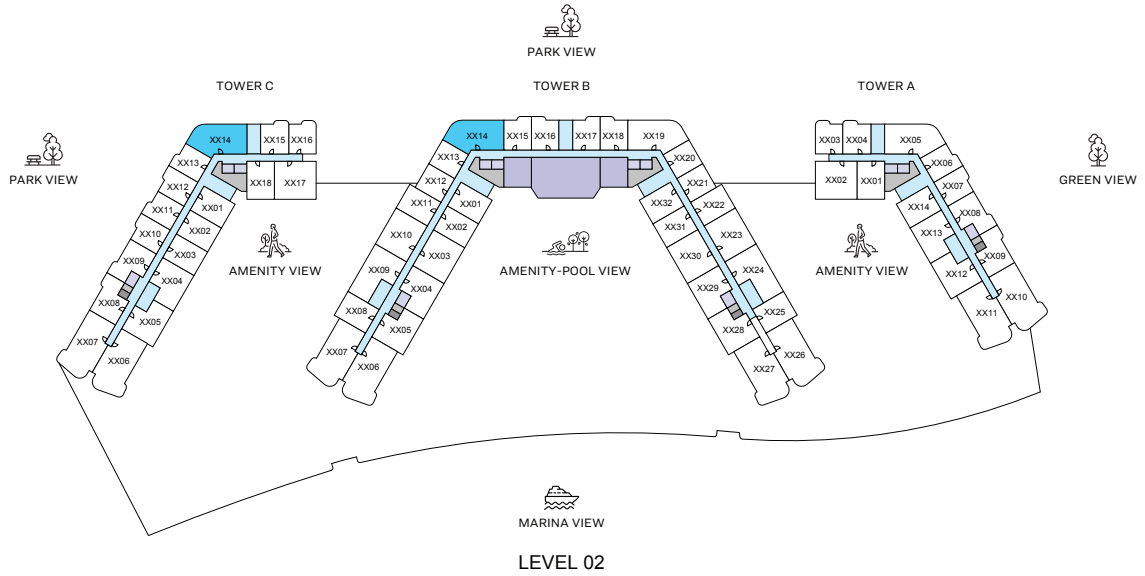 PARK VIEW
TOWER C
TOWER B
TOWER A
PARK VIEW
GREEN VIEW
XX14
XX15
XX16
XX13
XX18
XX17
XX12
XX01
XX11
XX02
XX10
XX03
XX09
XX04
XX08
XX05
XX07
XX06
AMENITY VIEW
XX14
XX15
XX16
XX17
XX18
XX19
XX13
XX20
XX12
XX01
XX21
XX11
XX02
XX32
XX22
XX10
XX03
XX31
XX23
XX09
XX04
XX30
XX24
XX08
XX05
XX29
XX25
XX07
XX06
XX28
XX26
XX27
AMENITY-POOL VIEW
XX03
XX04
XX05
XX02
XX01
XX06
XX07
XX14
XX08
XX13
XX09
XX12
XX10
XX11
AMENITY VIEW
MARINA VIEW
LEVEL 02